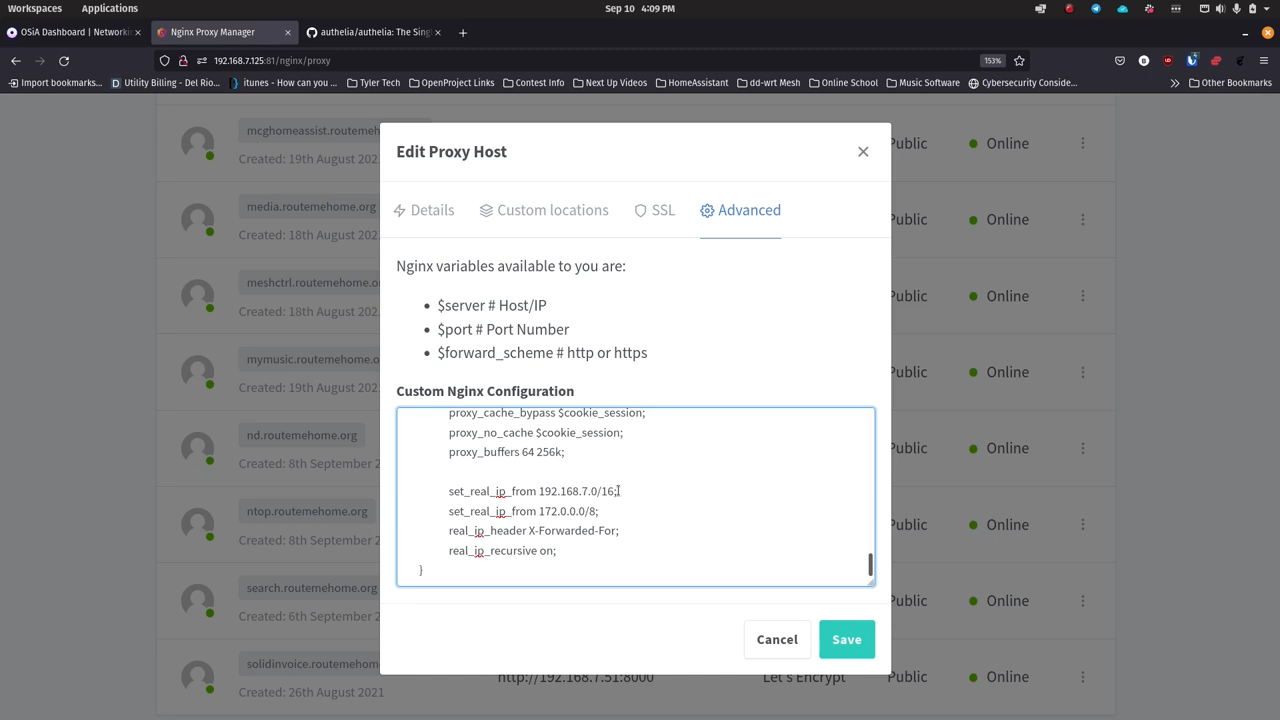 Workspaces Applications Sep 10 4:09 PM
OSiA Dashboard | Network Nginx Proxy Manager authelia/authelia: The Sing
192.168.7.125:81/nginx/proxy 153%
Import bookmarks... Utility Billing - Del Rio... itunes - How can you ... Tyler Tech OpenProject Links Contest Info Next Up Videos HomeAssistant dd-wrt Mesh Online School Music Software Cybersecurity Conside... Other Bookmarks
mcghomeassist.routeh
Created: 19th August 202
Public Online
media.routemehome.org
Created: 18th August 202
Public Online
meshctrl.routemehome.
Created: 18th August 202
Public Online
mymusic.routemehome.
Created: 19th August 202
Public Online
nd.routemehome.org
Created: 8th September 2
Public Online
ntop.routemehome.org
Created: 8th September 2
Public Online
search.routemehome.org
Created: 6th September 2
Public Online
solidinvoice.routemehome
Created: 26th August 2021
http://192.168.7.51:8000 Let's Encrypt Public Online
Edit Proxy Host
Details Custom locations SSL Advanced
Nginx variables available to you are:
• $server # Host/IP
• $port # Port Number
• $forward_scheme # http or https
Custom Nginx Configuration
proxy_cache_bypass $cookie_session;
proxy_no_cache $cookie_session;
proxy_buffers 64 256k;
set_real_ip_from 192.168.7.0/16;
set_real_ip_from 172.0.0.0/8;
real_ip_header X-Forwarded-For;
real_ip_recursive on;
}
Cancel Save